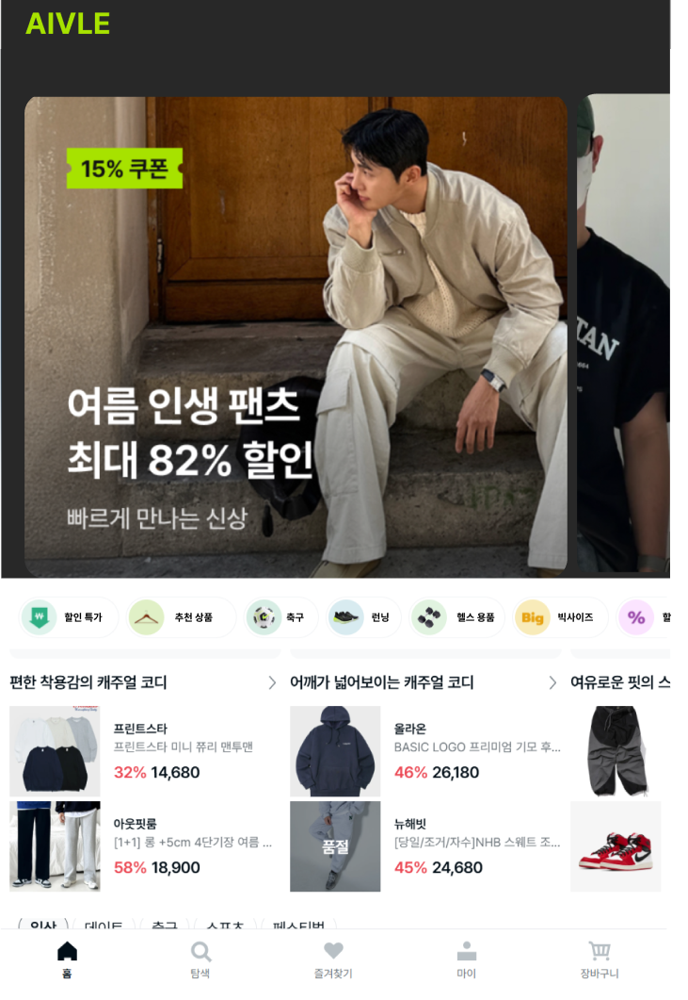 AIVLE
15% 쿠폰
여름 인생 팬츠
최대 82% 할인
빠르게 만나는 신상
할인 특가
추천 상품
축구
런닝
헬스 용품
Big
빅사이즈
%
할
편한 착용감의 캐주얼 코디
프린트스타
프린트스타 미니 쮸리 맨투맨
32% 14,680
아웃핏룸
[1+1] 롱 +5cm 4단기장 여름 ...
58% 18,900
어깨가 넓어보이는 캐주얼 코디
올라온
BASIC LOGO 프리미엄 기모 후...
46% 26,180
품절
뉴해빗
[당일/조거/자수]NHB 스웨트 조...
45% 24,680
여유로운 핏의 스
일상
데이트
축구
스포츠
페스티벌
홈
탐색
즐겨찾기
마이
장바구니